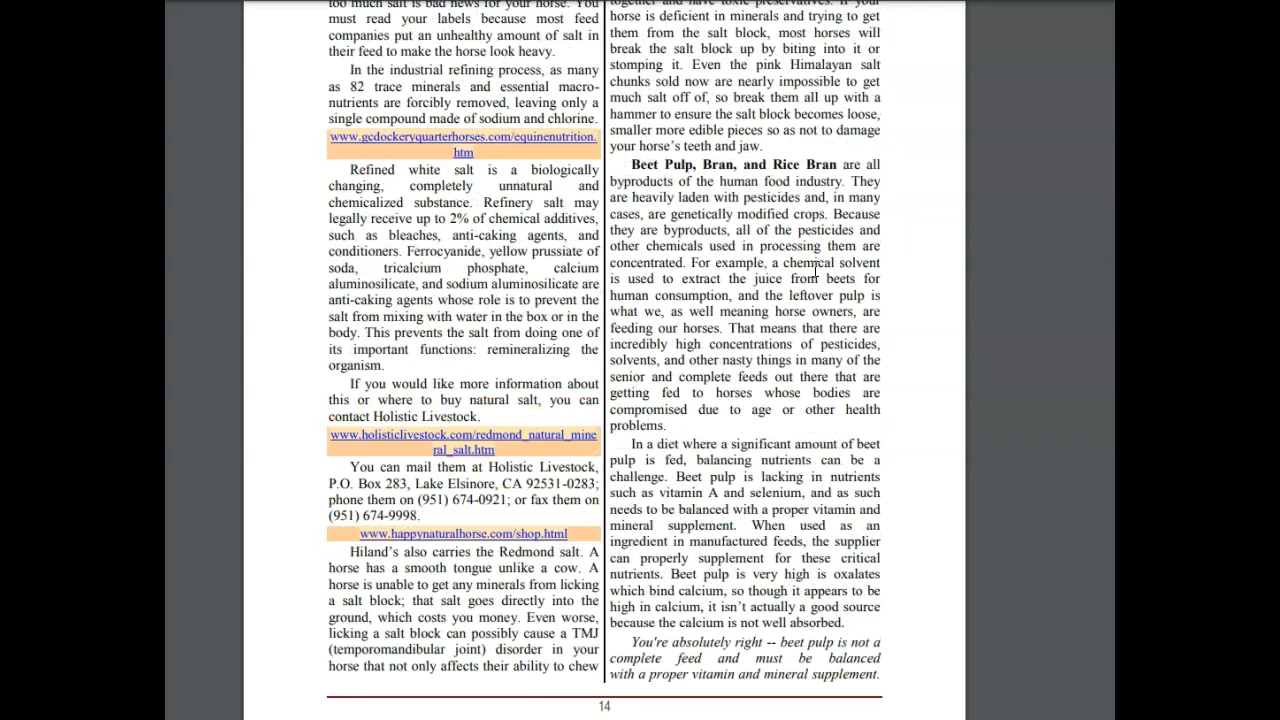 too much salt is bad news for your horse. You
must read your labels because most feed
companies put an unhealthy amount of salt in
their feed to make the horse look heavy.
In the industrial refining process, as many
as 82 trace minerals and essential macro-
nutrients are forcibly removed, leaving only a
single compound made of sodium and chlorine.
www.gcdockeryquarterhorses.com/equinenutrition.
htm
Refined white salt is a biologically
changing, completely unnatural and
chemicalized substance. Refinery salt may
legally receive up to 2% of chemical additives,
such as bleaches, anti-caking agents, and
conditioners. Ferrocyanide, yellow prussiate of
soda, tricalcium phosphate, calcium
aluminosilicate, and sodium aluminosilicate are
anti-caking agents whose role is to prevent the
salt from mixing with water in the box or in the
body. This prevents the salt from doing one of
its important functions: remineralizing the
organism.
If you would like more information about
this or where to buy natural salt, you can
contact Holistic Livestock.
www.holisticlivestock.com/redmond_natural_mine
ral_salt.htm
You can mail them at Holistic Livestock,
P.O. Box 283, Lake Elsinore, CA 92531-0283;
phone them on (951) 674-0921; or fax them on
(951) 674-9998.
www.happynaturalhorse.com/shop.html
Hiland's also carries the Redmond salt. A
horse has a smooth tongue unlike a cow. A
horse is unable to get any minerals from licking
a salt block; that salt goes directly into the
ground, which costs you money. Even worse,
licking a salt block can possibly cause a TMJ
(temporomandibular joint) disorder in your
horse that not only affects their ability to chew
together and have toxic preservatives. If your
horse is deficient in minerals and trying to get
them from the salt block, most horses will
break the salt block up by biting into it or
stomping it. Even the pink Himalayan salt
chunks sold now are nearly impossible to get
much salt off of, so break them all up with a
hammer to ensure the salt block becomes loose,
smaller more edible pieces so as not to damage
your horse's teeth and jaw.
Beet Pulp, Bran, and Rice Bran are all
byproducts of the human food industry. They
are heavily laden with pesticides and, in many
cases, are genetically modified crops. Because
they are byproducts, all of the pesticides and
other chemicals used in processing them are
concentrated. For example, a chemical solvent
is used to extract the juice from beets for
human consumption, and the leftover pulp is
what we, as well meaning horse owners, are
feeding our horses. That means that there are
incredibly high concentrations of pesticides,
solvents, and other nasty things in many of the
senior and complete feeds out there that are
getting fed to horses whose bodies are
compromised due to age or other health
problems.
In a diet where a significant amount of beet
pulp is fed, balancing nutrients can be a
challenge. Beet pulp is lacking in nutrients
such as vitamin A and selenium, and as such
needs to be balanced with a proper vitamin and
mineral supplement. When used as an
ingredient in manufactured feeds, the supplier
can properly supplement for these critical
nutrients. Beet pulp is very high is oxalates
which bind calcium, so though it appears to be
high in calcium, it isn't actually a good source
because the calcium is not well absorbed.
You're absolutely right -- beet pulp is not a
complete feed and must be balanced
with a proper vitamin and mineral supplement.
14